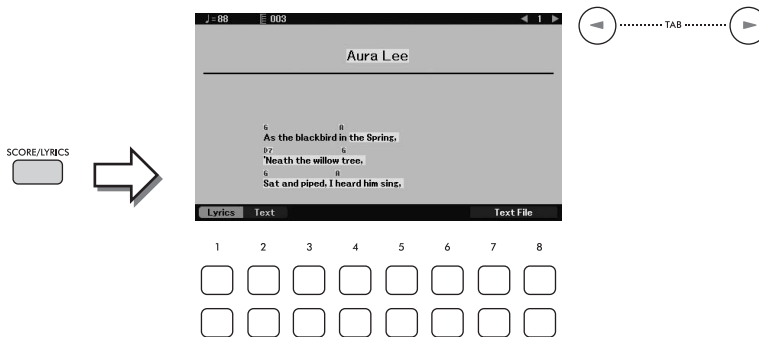 ♩=88 003 ◀ 1 ▶
TAB
Aura Lee
SCORE/LYRICS
G A
As the blackbird in the Spring,
D7 G
'Neath the willow tree,
G A
Sat and piped, I heard him sing,
Lyrics Text Text File
1 2 3 4 5 6 7 8